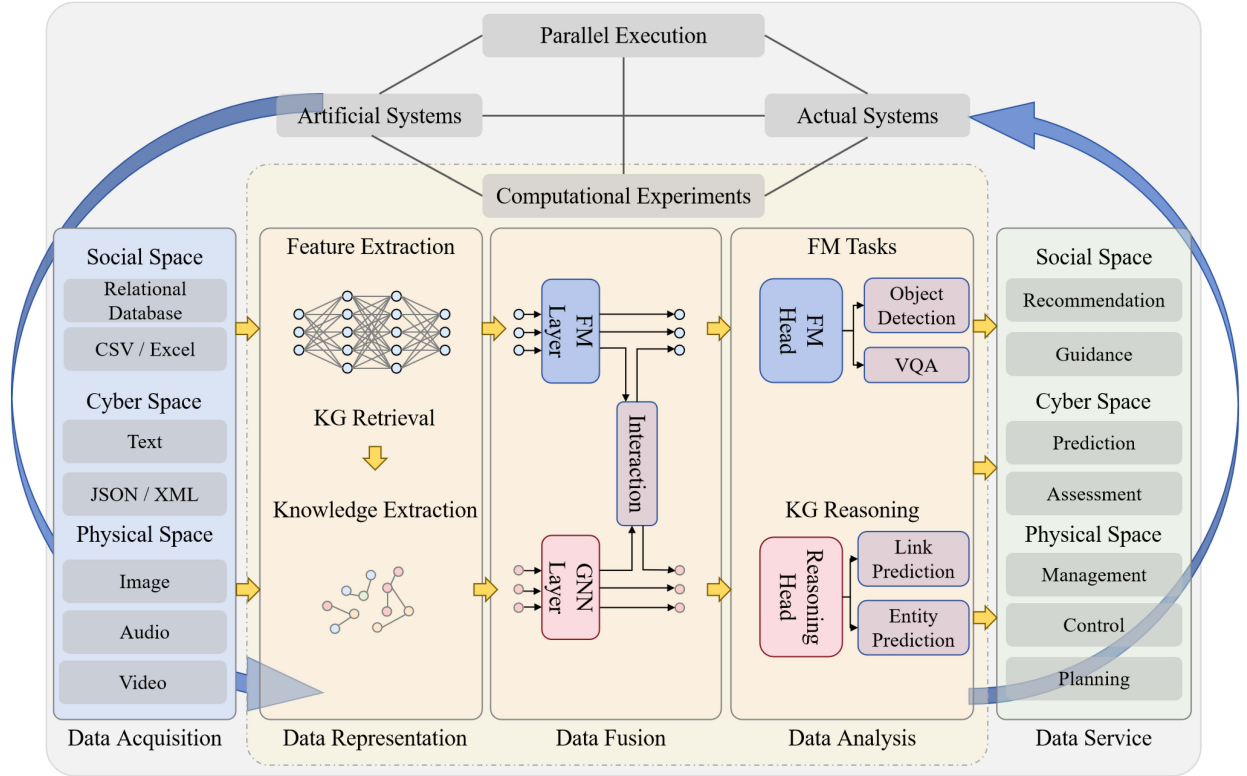 Parallel Execution
Artificial Systems
Actual Systems
Computational Experiments
Social Space
Relational
Database
CSV / Excel
Cyber Space
Text
JSON / XML
Physical Space
Image
Audio
Video
Data Acquisition
Feature Extraction
KG Retrieval
Knowledge Extraction
Data Representation
FM
Layer
Interaction
GNN
Layer
Data Fusion
FM Tasks
FM
Head
Object
Detection
VQA
KG Reasoning
Reasoning
Head
Link
Prediction
Entity
Prediction
Data Analysis
Social Space
Recommendation
Guidance
Cyber Space
Prediction
Assessment
Physical Space
Management
Control
Planning
Data Service